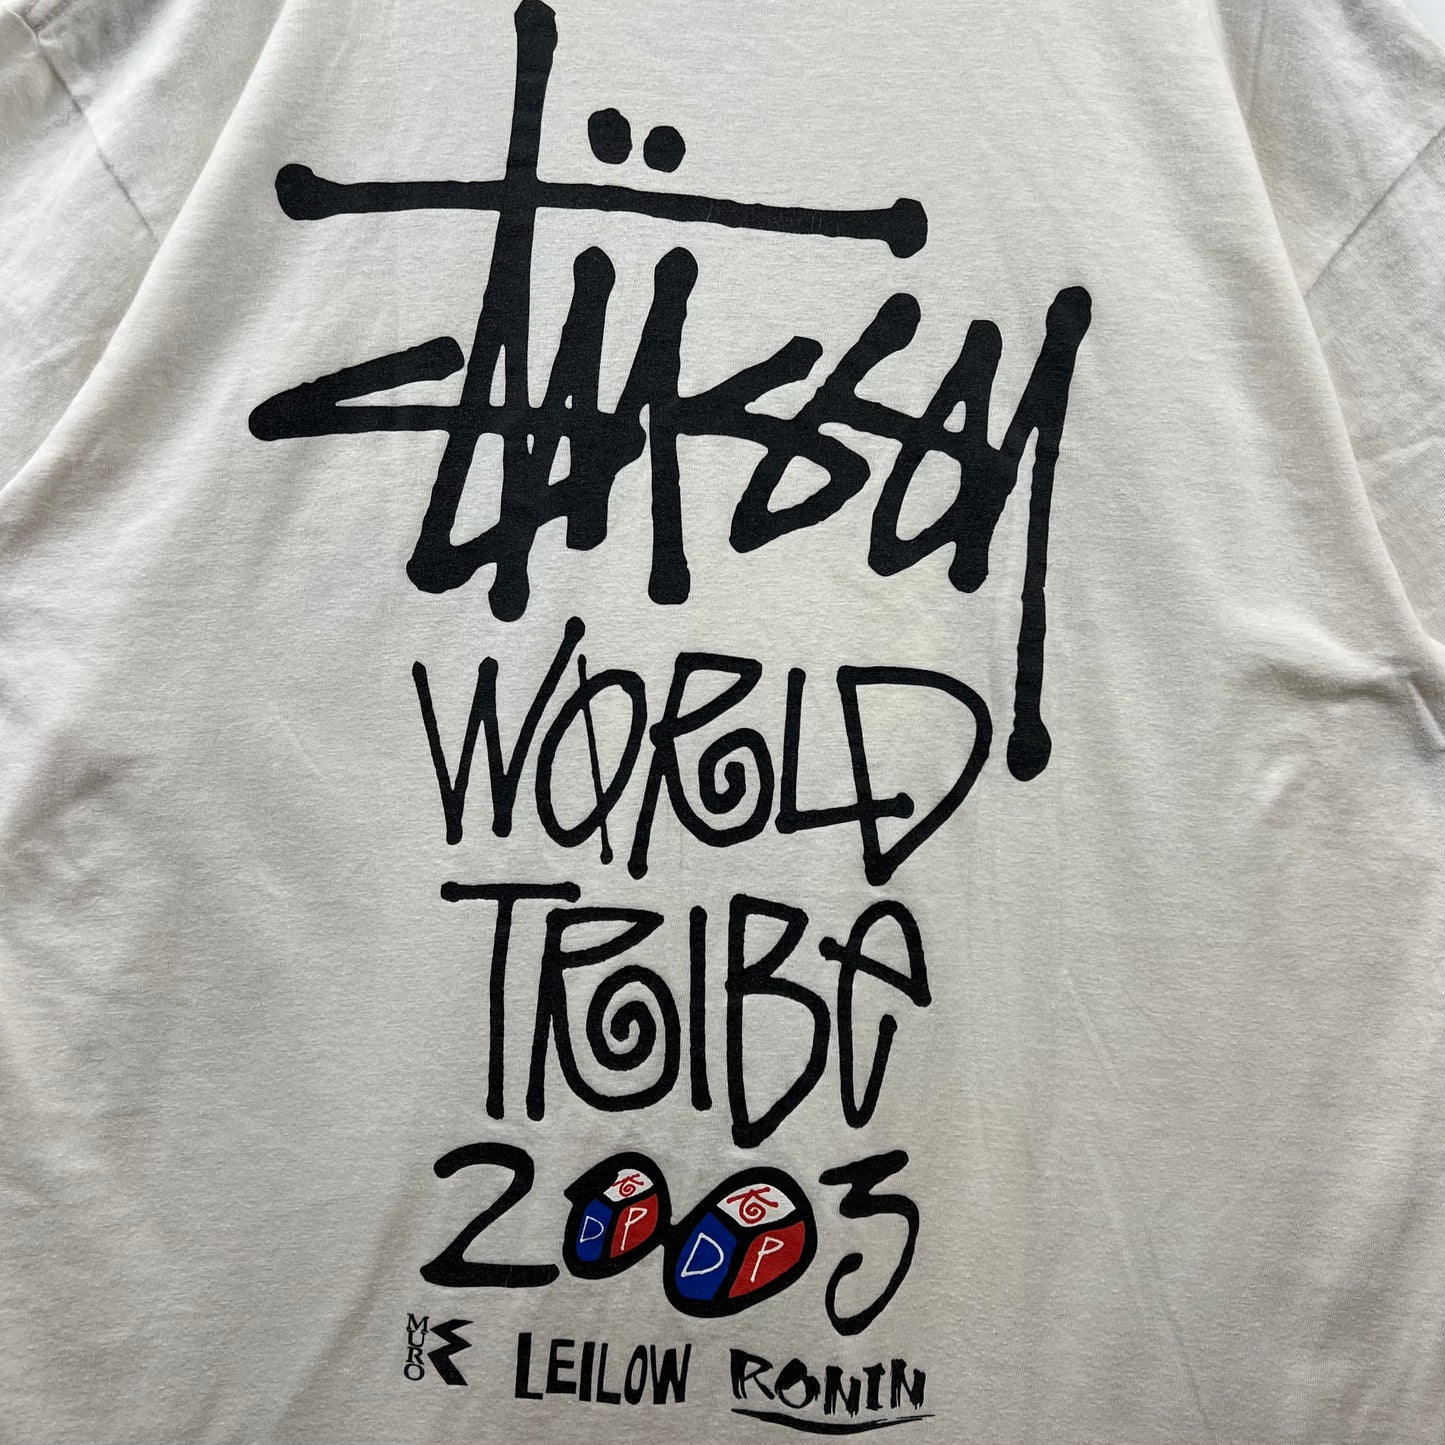 Stüssy
WORLD
TRIBE
2003
K DP K DP
MURO LEILOW RONIN